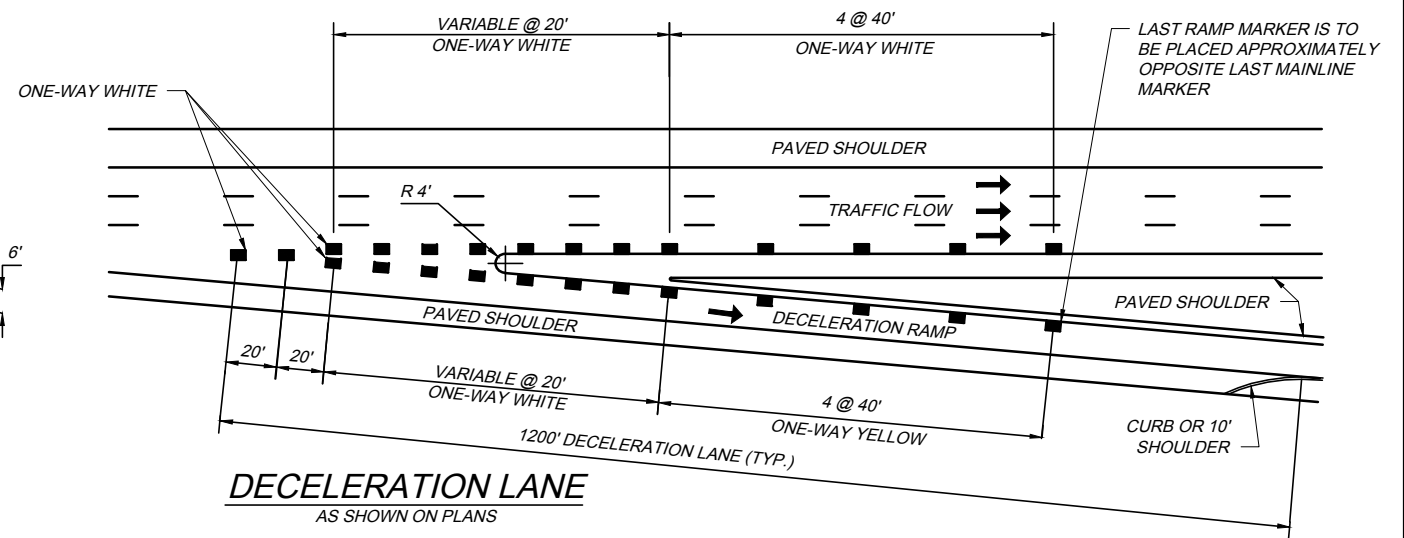 VARIABLE @ 20'
ONE-WAY WHITE
4 @ 40'
ONE-WAY WHITE
LAST RAMP MARKER IS TO
BE PLACED APPROXIMATELY
OPPOSITE LAST MAINLINE
MARKER
ONE-WAY WHITE
PAVED SHOULDER
R 4'
TRAFFIC FLOW
6'
PAVED SHOULDER
PAVED SHOULDER
DECELERATION RAMP
20'
20'
VARIABLE @ 20'
ONE-WAY WHITE
4 @ 40'
ONE-WAY YELLOW
CURB OR 10'
SHOULDER
1200' DECELERATION LANE (TYP.)
DECELERATION LANE
AS SHOWN ON PLANS